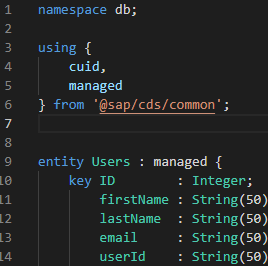 1 namespace db;
2
3 using {
4     cuid,
5     managed
6 } from '@sap/cds/common';
7
8
9 entity Users : managed {
10     key ID        : Integer;
11         firstName : String(50)
12         lastName  : String(50)
13         email     : String(50)
14         userId    : String(50)